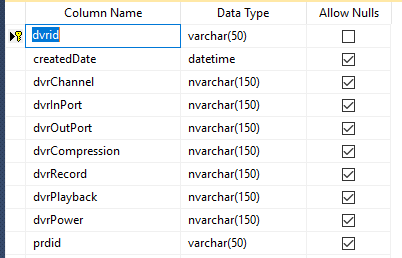 Column Name Data Type Allow Nulls
dvrid varchar(50)
createdDate datetime
dvrChannel nvarchar(150)
dvrInPort nvarchar(150)
dvrOutPort nvarchar(150)
dvrCompression nvarchar(150)
dvrRecord nvarchar(150)
dvrPlayback nvarchar(150)
dvrPower nvarchar(150)
prdid varchar(50)